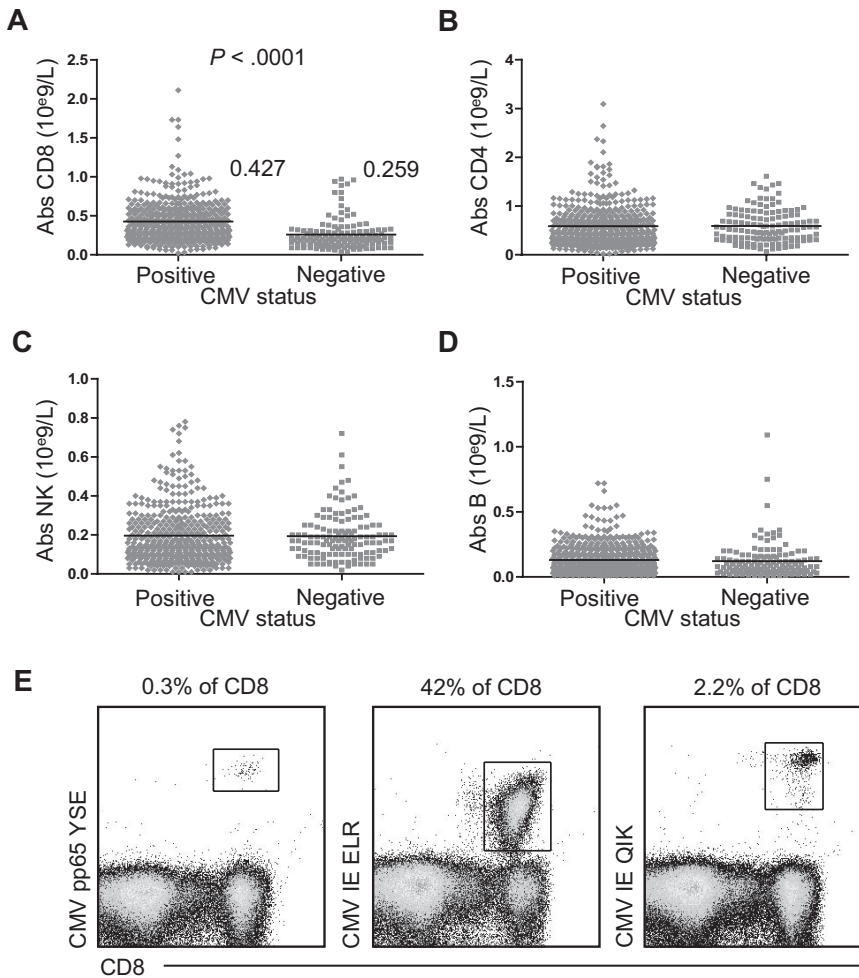 A
P < .0001
Abs CD8 (10e9/L)
2.5
2.0
1.5
1.0
0.5
0.0
0.427
0.259
Positive
Negative
CMV status
B
Abs CD4 (10e9/L)
4
3
2
1
0
Positive
Negative
CMV status
C
Abs NK (10e9/L)
1.0
0.8
0.6
0.4
0.2
0.0
Positive
Negative
CMV status
D
Abs B (10e9/L)
1.5
1.0
0.5
0.0
Positive
Negative
CMV status
E
0.3% of CD8
42% of CD8
2.2% of CD8
CMV pp65 YSE
CMV IE ELR
CMV IE QIK
CD8